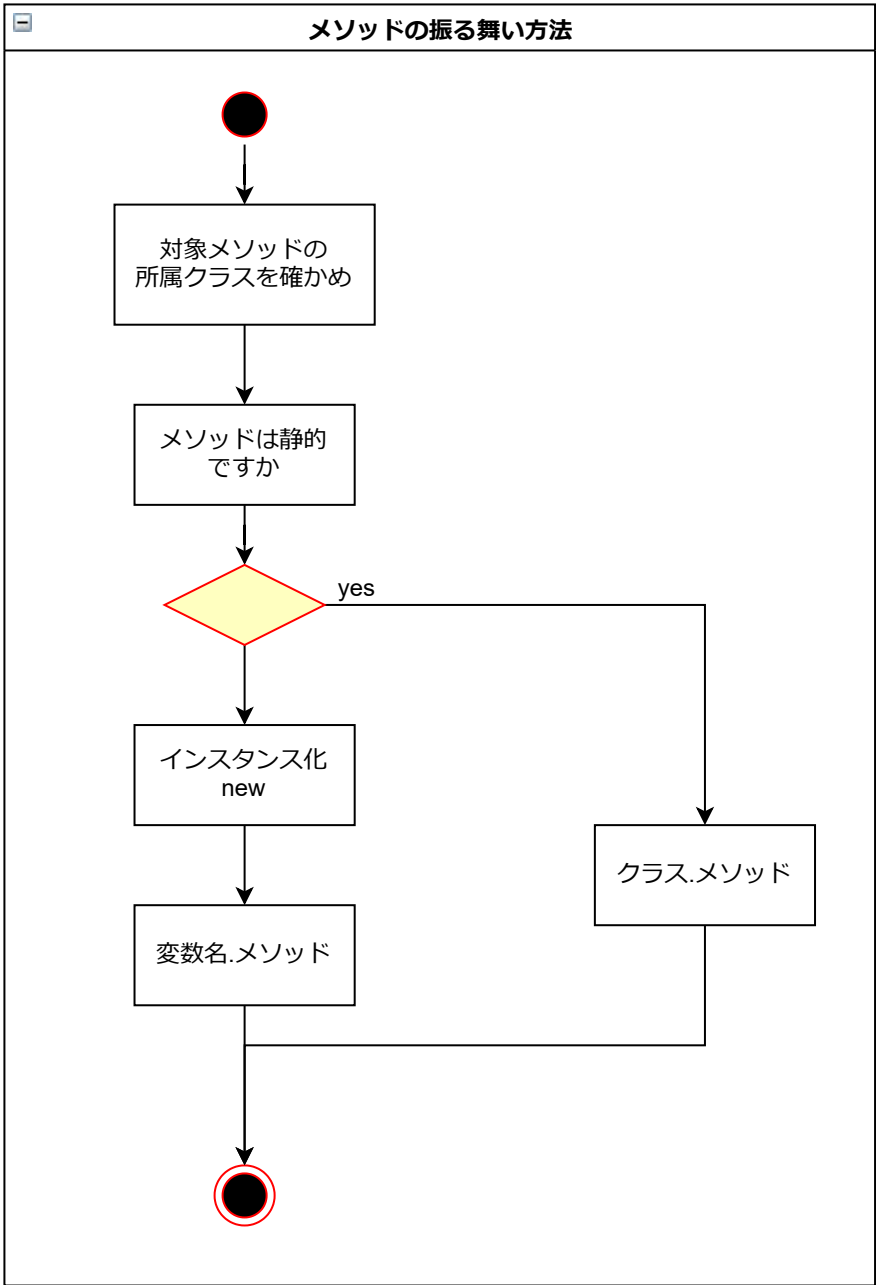 メソッドの振る舞い方法
対象メソッドの
所属クラスを確かめ
メソッドは静的
ですか
yes
インスタンス化
new
クラス.メソッド
変数名.メソッド